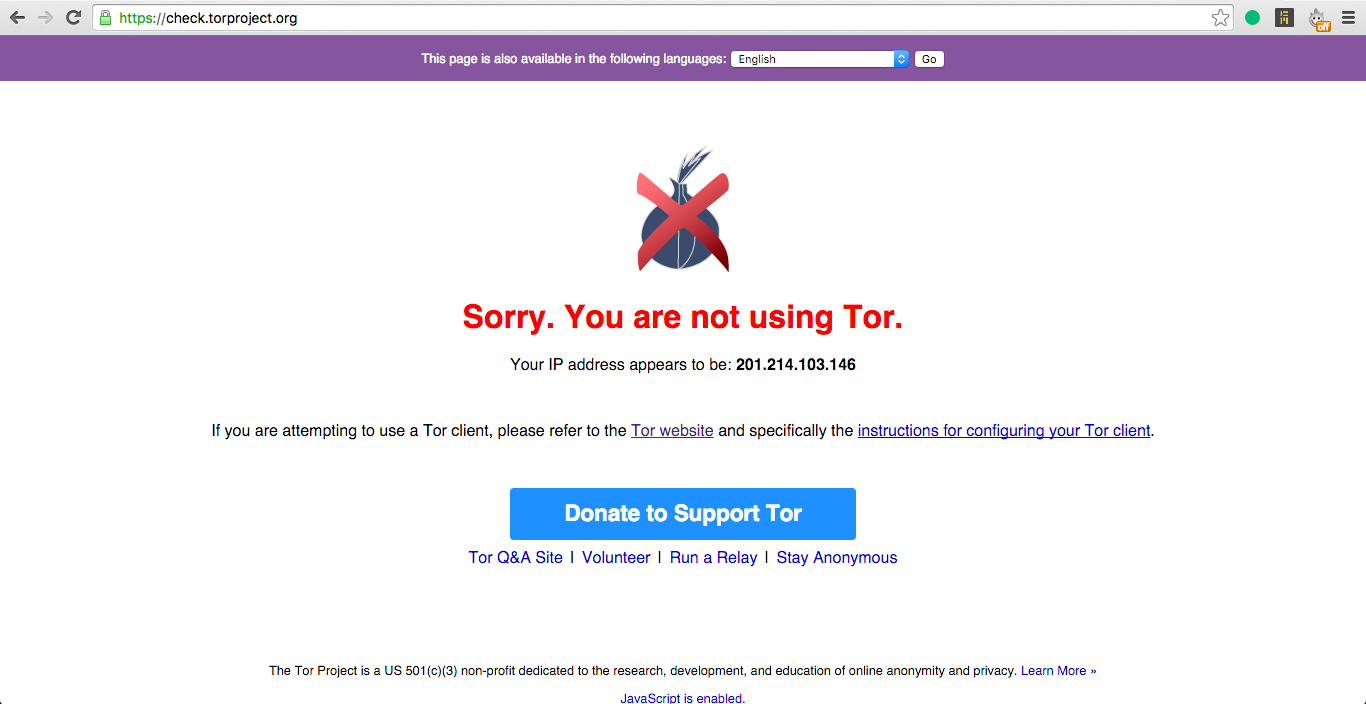 https://check.torproject.org
off
This page is also available in the following languages: English Go
Sorry. You are not using Tor.
Your IP address appears to be: 201.214.103.146
If you are attempting to use a Tor client, please refer to the Tor website and specifically the instructions for configuring your Tor client.
Donate to Support Tor
Tor Q&A Site | Volunteer | Run a Relay | Stay Anonymous
The Tor Project is a US 501(c)(3) non-profit dedicated to the research, development, and education of online anonymity and privacy. Learn More »
JavaScript is enabled.